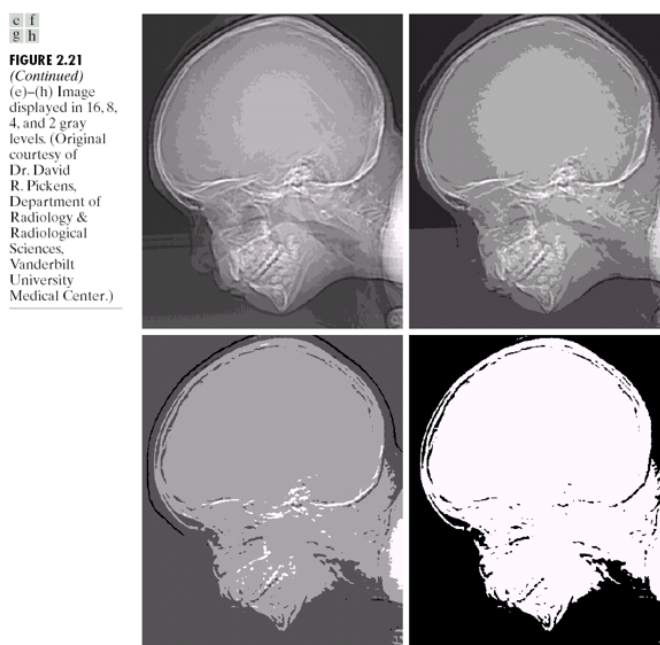 e f
g h
FIGURE 2.21
(Continued)
(e)–(h) Image
displayed in 16, 8,
4, and 2 gray
levels. (Original
courtesy of
Dr. David
R. Pickens,
Department of
Radiology &
Radiological
Sciences,
Vanderbilt
University
Medical Center.)